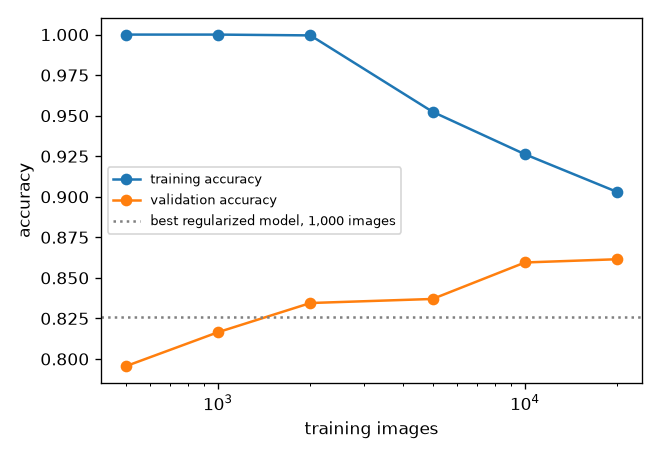 1.000
0.975
0.950
0.925
0.900
0.875
0.850
0.825
0.800
accuracy
training accuracy
validation accuracy
best regularized model, 1,000 images
10³
10⁴
training images